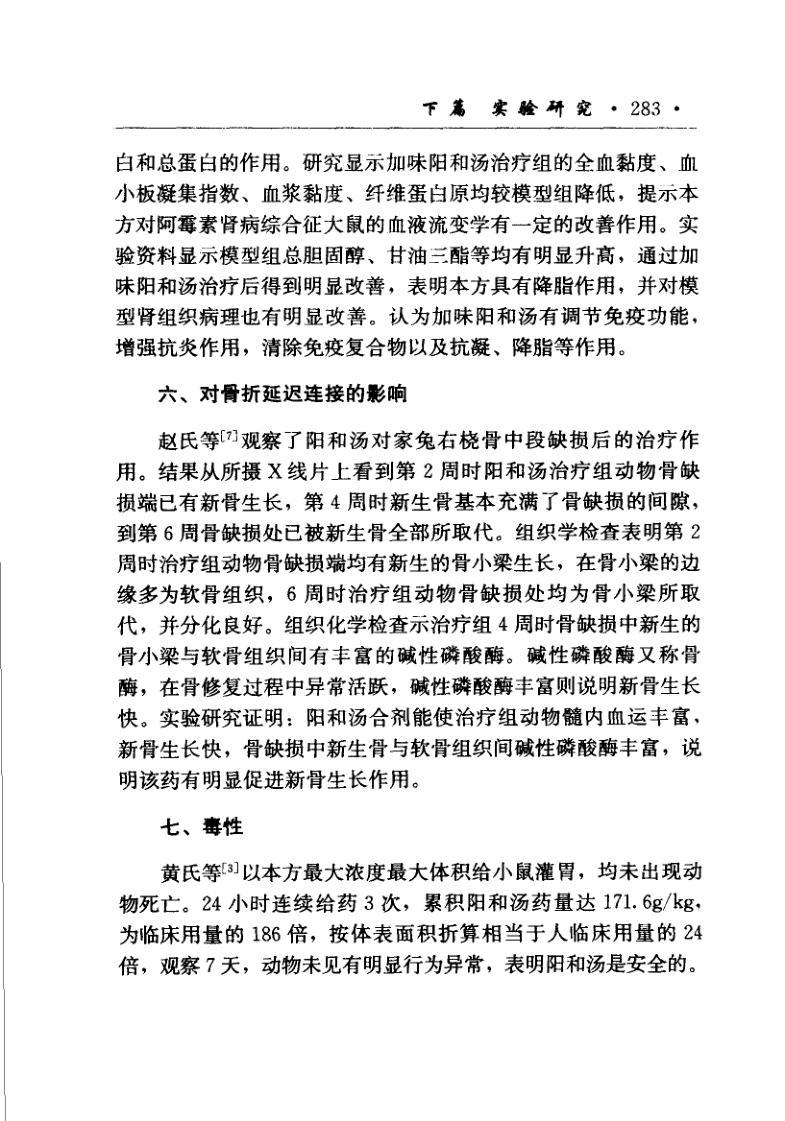 下篇 实验研究 · 283 ·
白和总蛋白的作用。研究显示加味阳和汤治疗组的全血黏度、血
小板凝集指数、血浆黏度、纤维蛋白原均较模型组降低，提示本
方对阿霉素肾病综合征大鼠的血液流变学有一定的改善作用。实
验资料显示模型组总胆固醇、甘油三酯等均有明显升高，通过加
味阳和汤治疗后得到明显改善，表明本方具有降脂作用，并对模
型肾组织病理也有明显改善。认为加味阳和汤有调节免疫功能，
增强抗炎作用，清除免疫复合物以及抗凝、降脂等作用。
六、对骨折延迟连接的影响
赵氏等[7]观察了阳和汤对家兔右桡骨中段缺损后的治疗作
用。结果从所摄 X 线片上看到第 2 周时阳和汤治疗组动物骨缺
损端已有新骨生长，第 4 周时新生骨基本充满了骨缺损的间隙，
到第 6 周骨缺损处已被新生骨全部所取代。组织学检查表明第 2
周时治疗组动物骨缺损端均有新生的骨小梁生长，在骨小梁的边
缘多为软骨组织，6 周时治疗组动物骨缺损处均为骨小梁所取
代，并分化良好。组织化学检查示治疗组 4 周时骨缺损中新生的
骨小梁与软骨组织间有丰富的碱性磷酸酶。碱性磷酸酶又称骨
酶，在骨修复过程中异常活跃，碱性磷酸酶丰富则说明新骨生长
快。实验研究证明：阳和汤合剂能使治疗组动物髓内血运丰富，
新骨生长快，骨缺损中新生骨与软骨组织间碱性磷酸酶丰富，说
明该药有明显促进新骨生长作用。
七、毒性
黄氏等[3]以本方最大浓度最大体积给小鼠灌胃，均未出现动
物死亡。24 小时连续给药 3 次，累积阳和汤药量达 171.6g/kg，
为临床用量的 186 倍，按体表面积折算相当于人临床用量的 24
倍，观察 7 天，动物未见有明显行为异常，表明阳和汤是安全的。